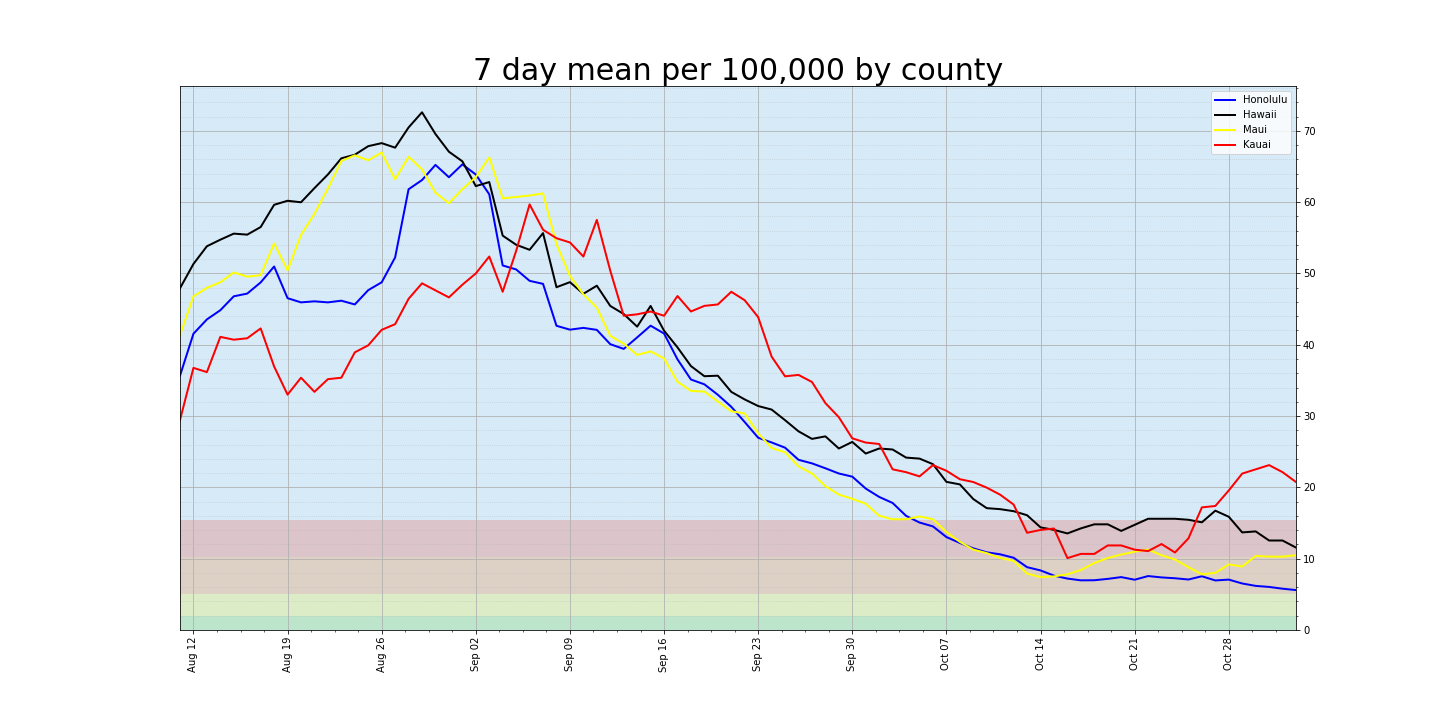 7 day mean per 100,000 by county
Honolulu
Hawaii
Maui
Kauai
70
60
50
40
30
20
10
0
Aug 12
Aug 19
Aug 26
Sep 02
Sep 09
Sep 16
Sep 23
Sep 30
Oct 07
Oct 14
Oct 21
Oct 28